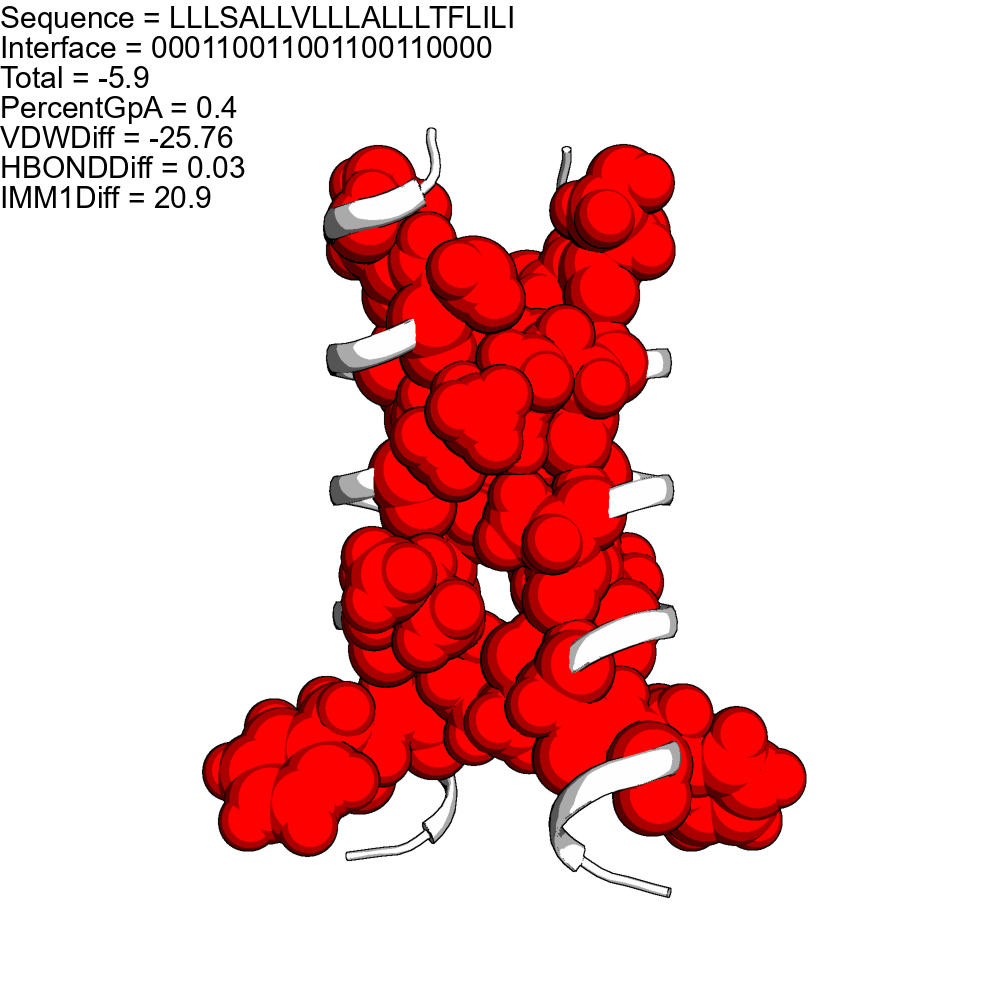 Sequence = LLLSALLVLLLALLLTFLILI
Interface = 000110011001100110000
Total = -5.9
PercentGpA = 0.4
VDWDiff = -25.76
HBONDDiff = 0.03
IMM1Diff = 20.9